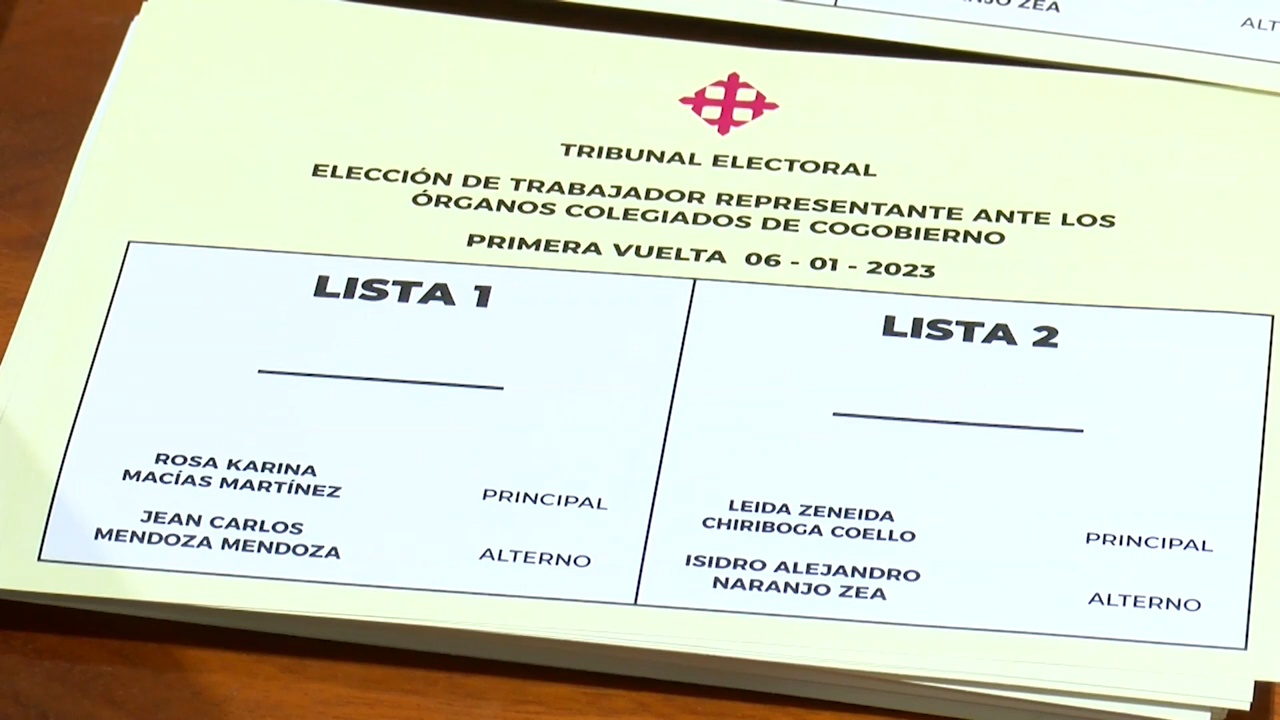 ZEA
TRIBUNAL ELECTORAL
ELECCIÓN DE TRABAJADOR REPRESENTANTE ANTE LOS
ÓRGANOS COLEGIADOS DE COGOBIERNO
PRIMERA VUELTA 06 - 01 - 2023
LISTA 1
ROSA KARINA
MACÍAS MARTÍNEZ
PRINCIPAL
JEAN CARLOS
MENDOZA MENDOZA
ALTERNO
LISTA 2
LEIDA ZENEIDA
CHIRIBOGA COELLO
PRINCIPAL
ISIDRO ALEJANDRO
NARANJO ZEA
ALTERNO